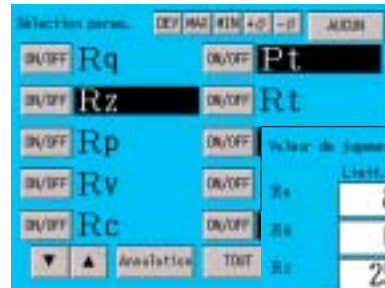 Sélection param. DEV MAX MIN +σ -σ AUCUN
ON/OFF Rq ON/OFF Pt
ON/OFF Rz ON/OFF Rt
ON/OFF Rp ON/OFF
ON/OFF Rv ON/OFF
ON/OFF Rc ON/OFF
▼ ▲ Annulation TOUT
Valeur de jugement
Limit.
Ra
Rz
2